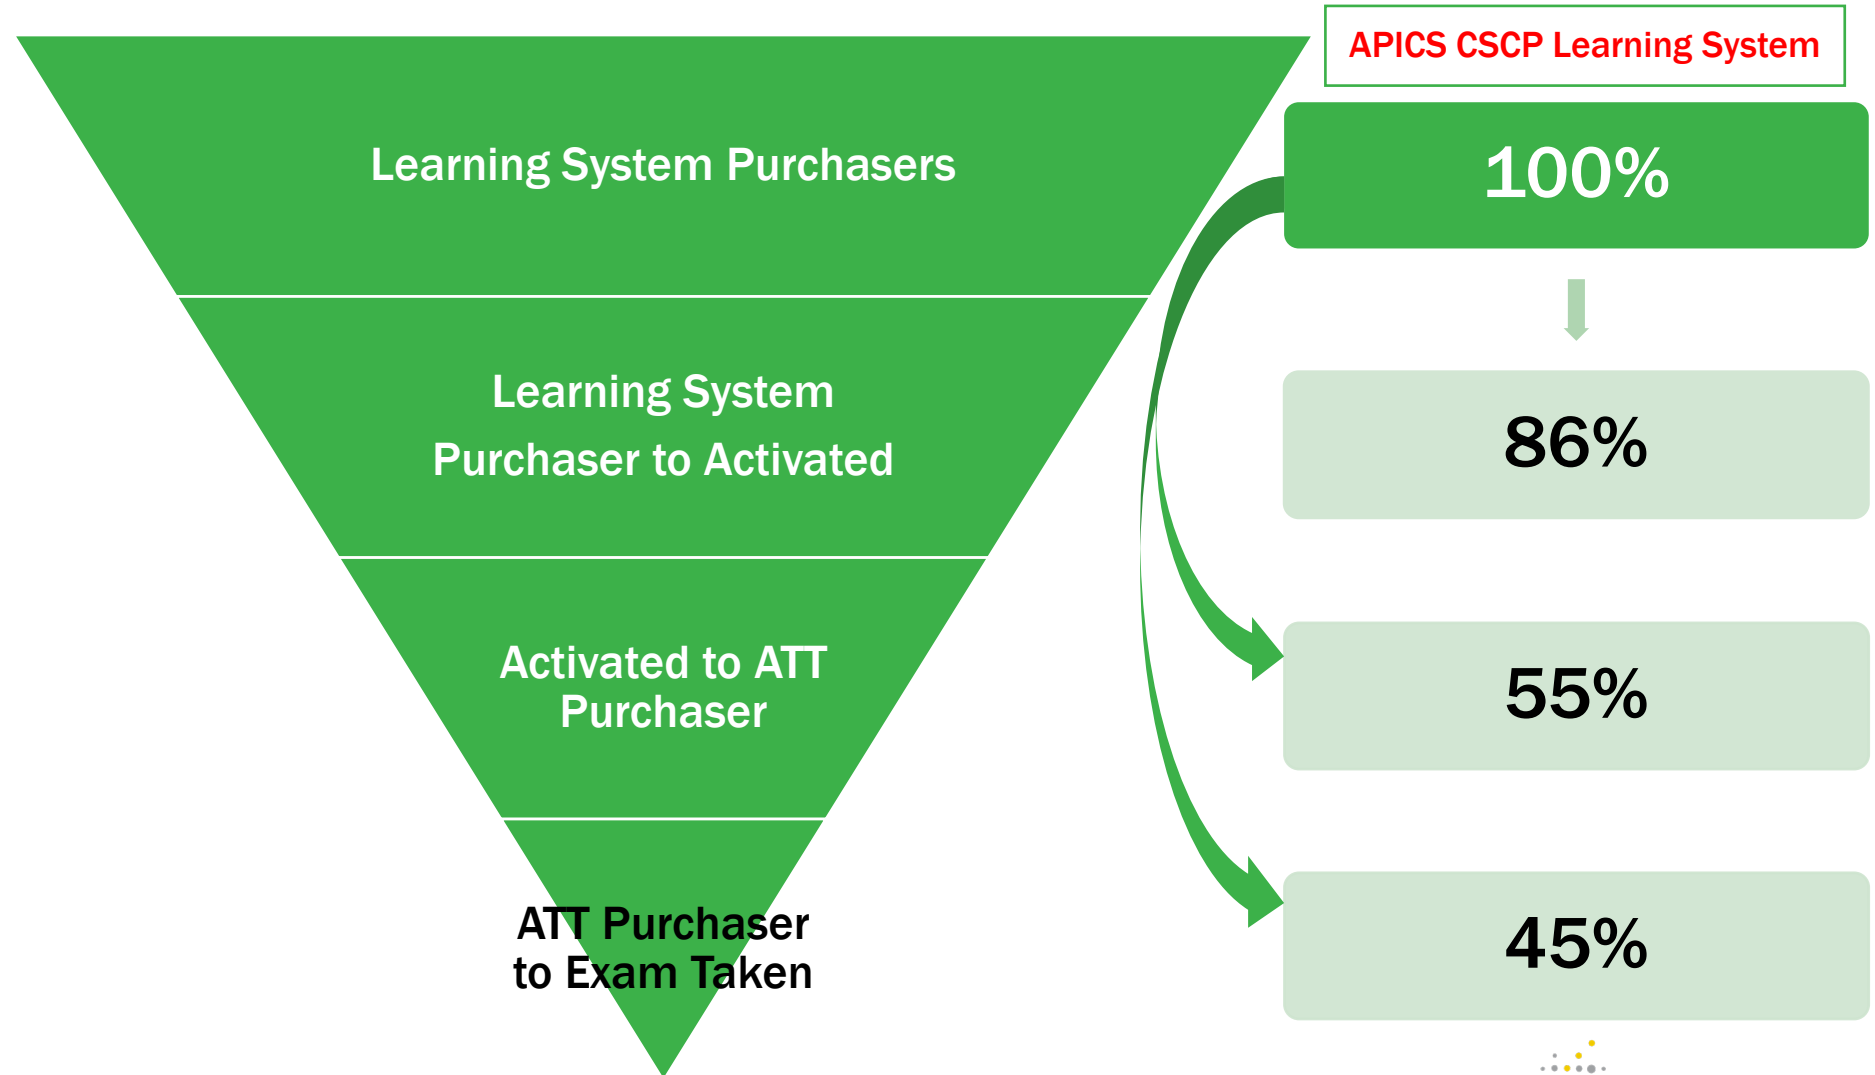 APICS CSCP Learning System
Learning System Purchasers
100%
Learning System
Purchaser to Activated
86%
Activated to ATT
Purchaser
55%
ATT Purchaser
to Exam Taken
45%